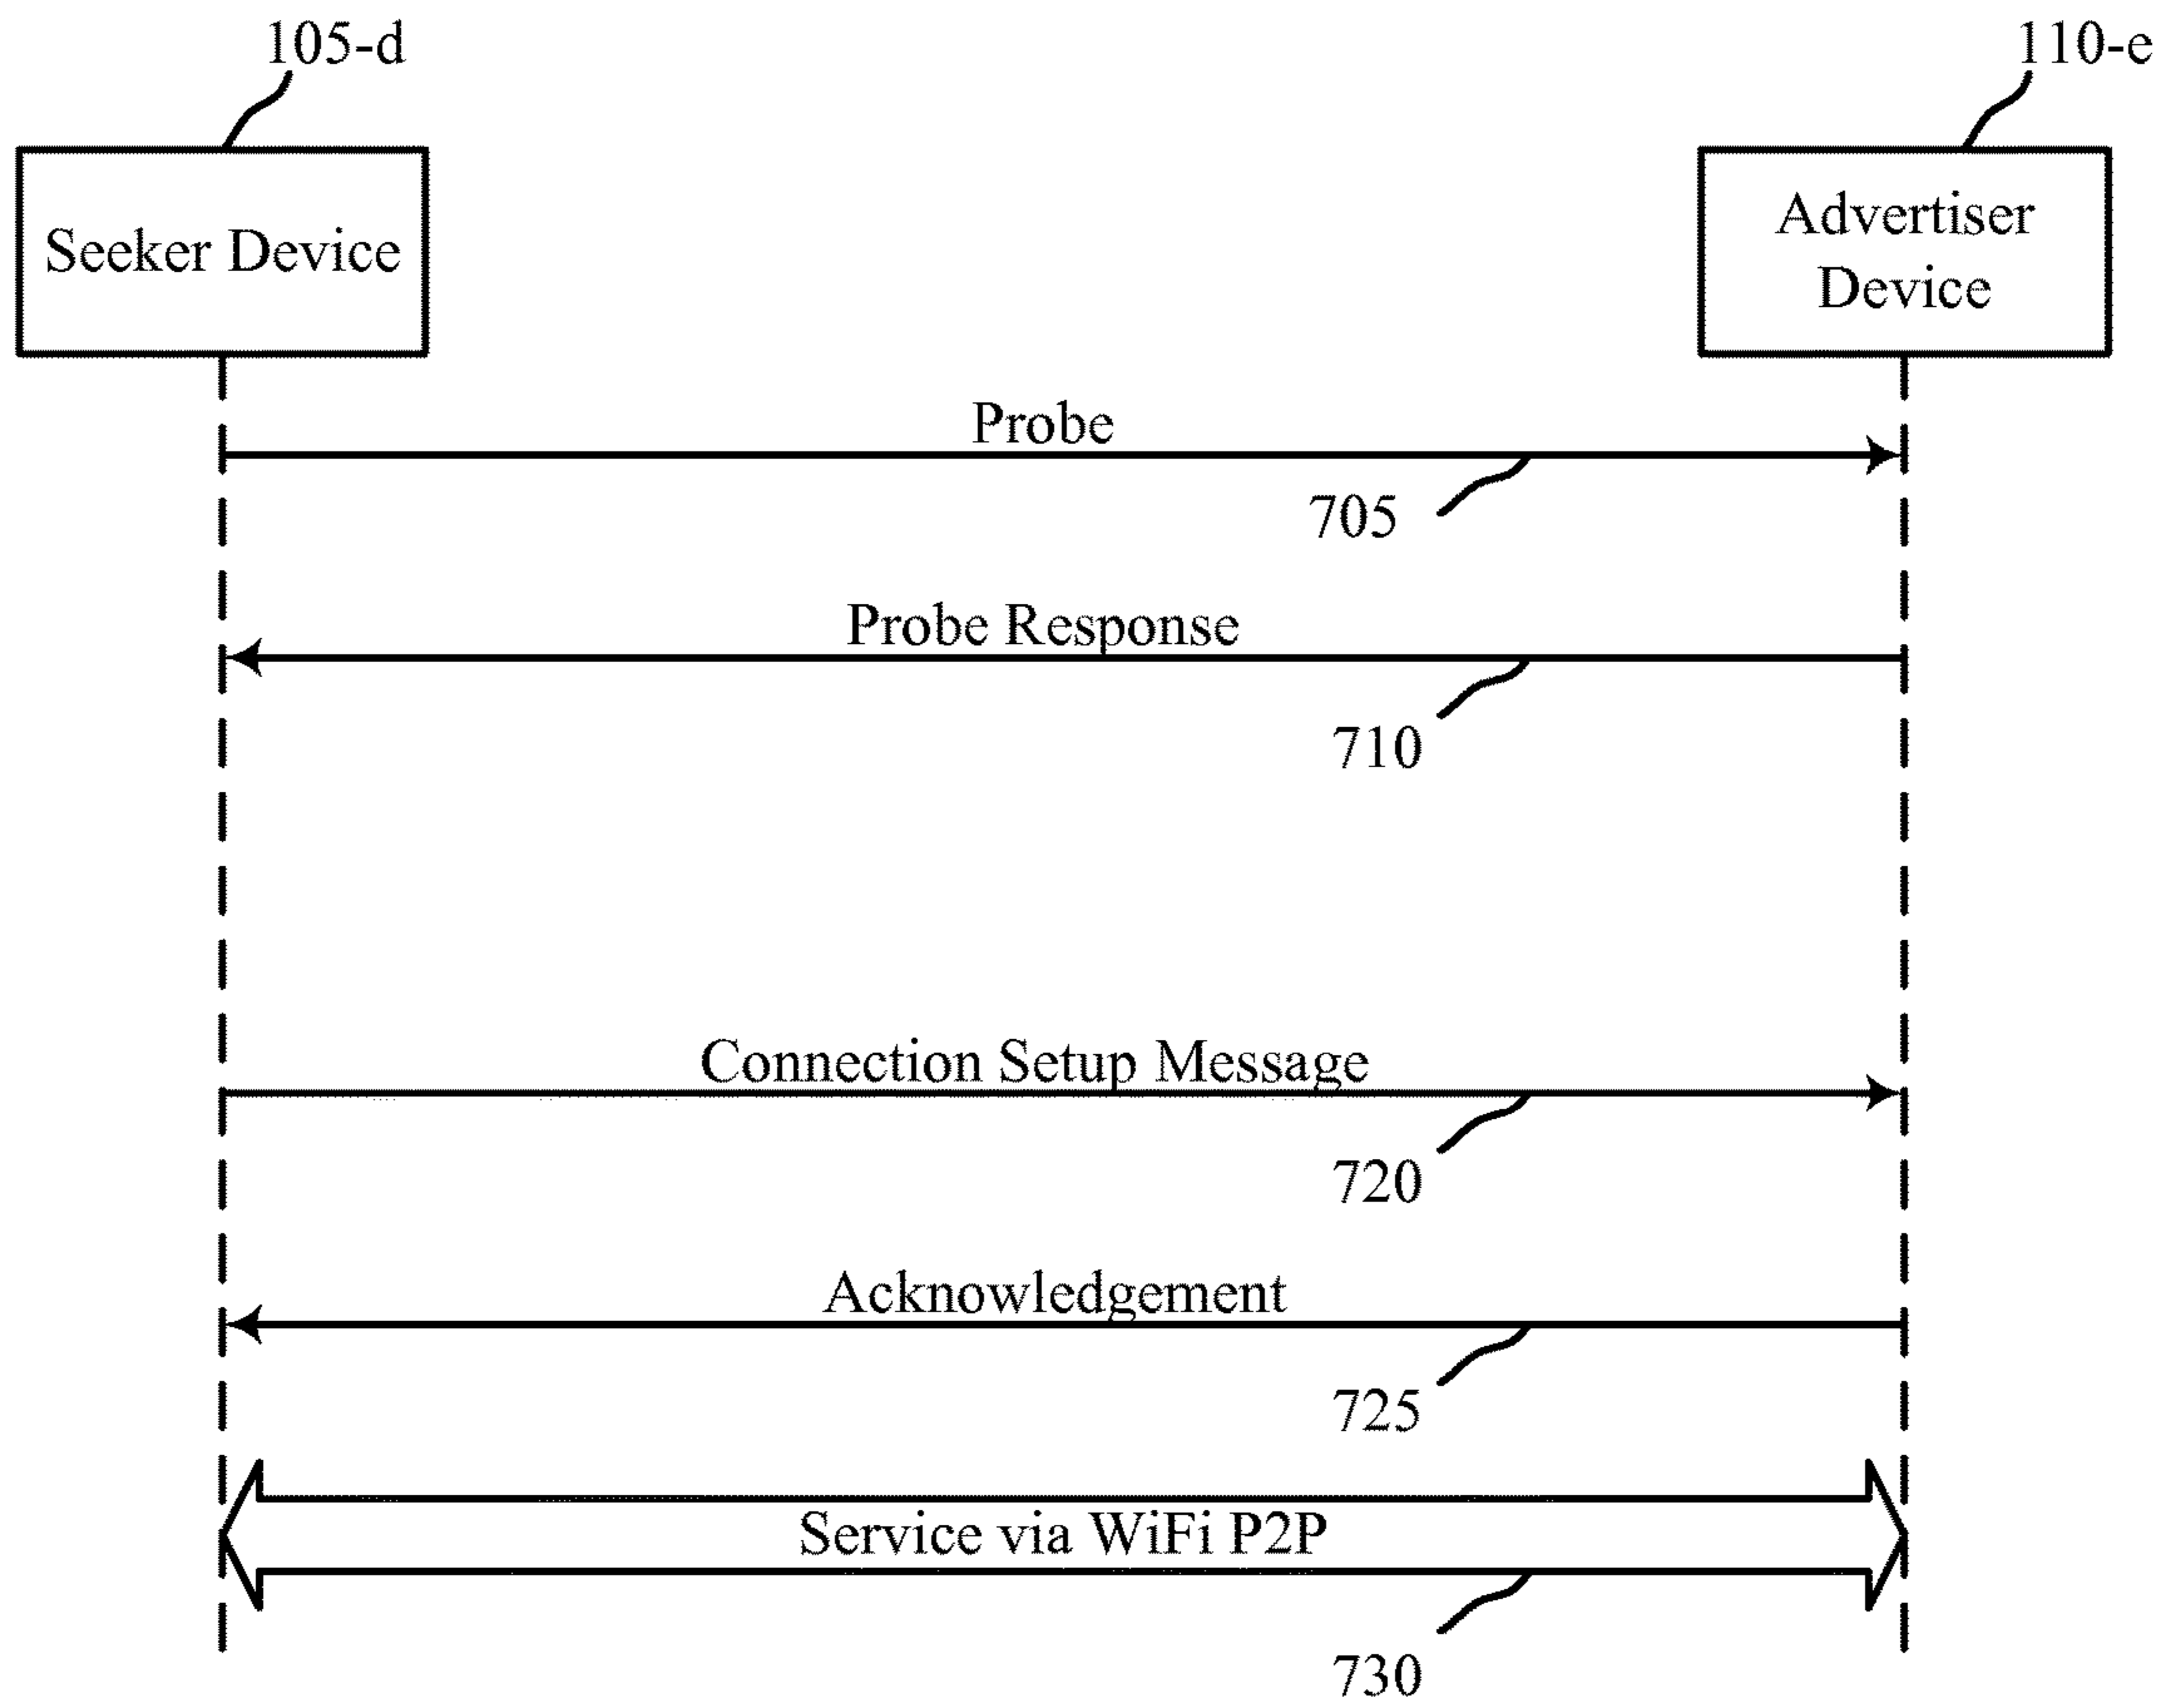 105-d
110-e
Seeker Device
Advertiser
Device
Probe
705
Probe Response
710
Connection Setup Message
720
Acknowledgement
725
Service via WiFi P2P
730